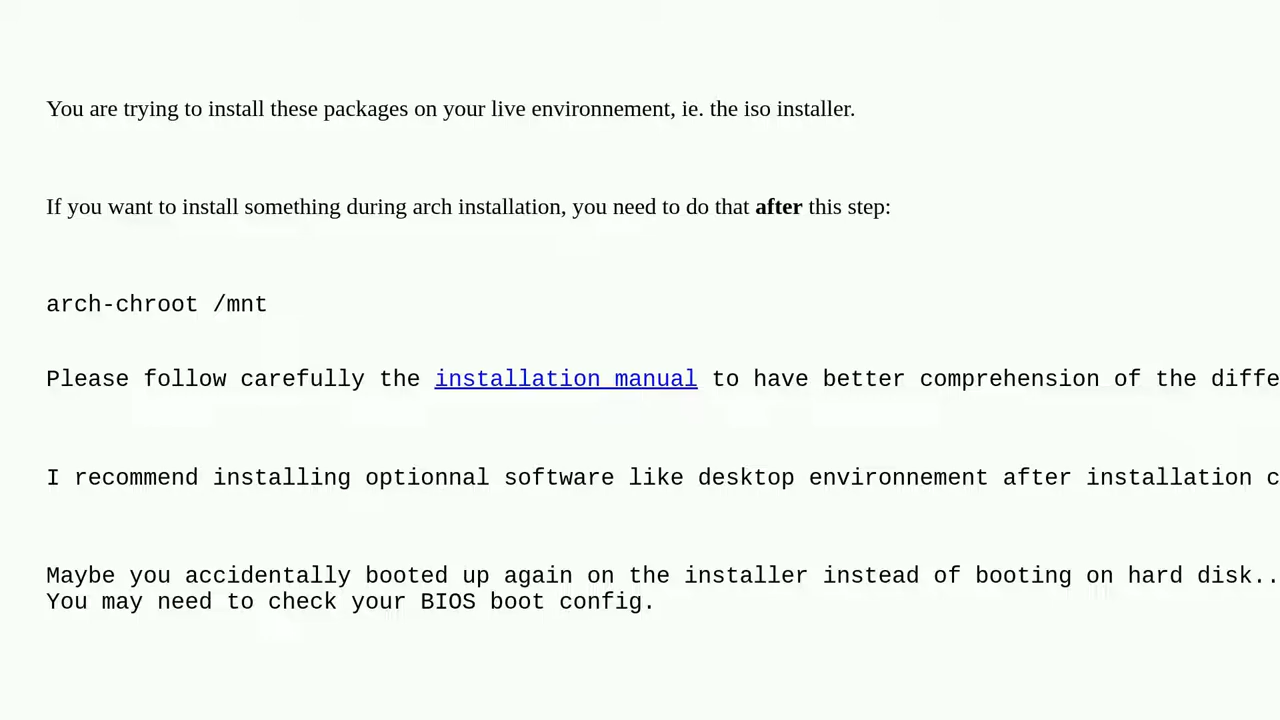 You are trying to install these packages on your live environnement, ie. the iso installer.
If you want to install something during arch installation, you need to do that after this step:
arch-chroot /mnt
Please follow carefully the installation manual to have better comprehension of the diffe
I recommend installing optionnal software like desktop environnement after installation c
Maybe you accidentally booted up again on the installer instead of booting on hard disk..
You may need to check your BIOS boot config.